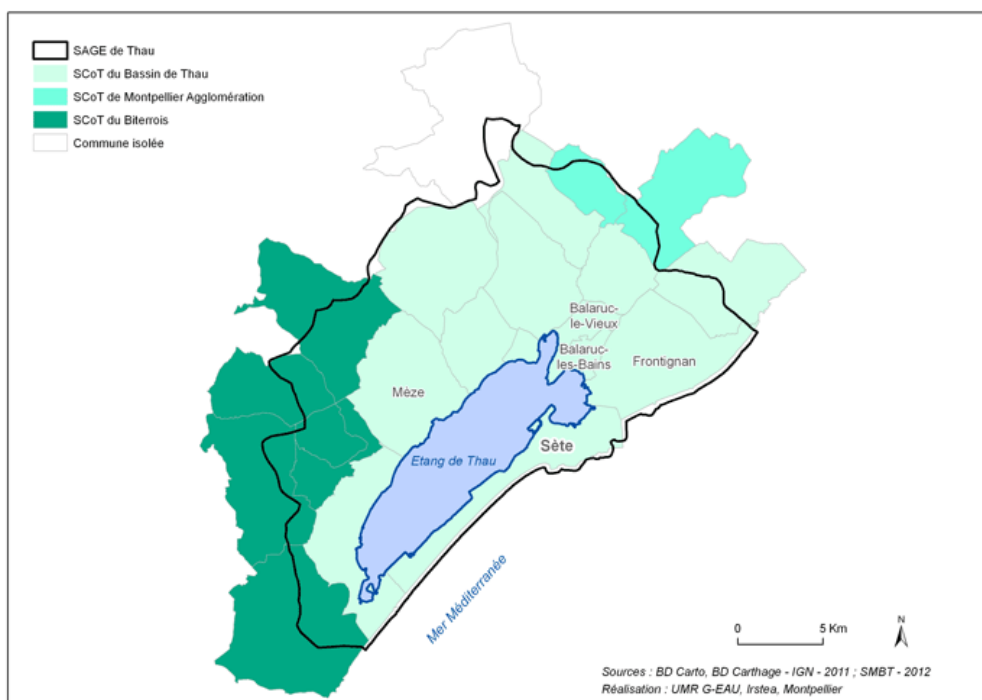 SAGE de Thau
SCoT du Bassin de Thau
SCoT de Montpellier Agglomération
SCoT du Biterrois
Commune isolée
Balaruc-
le-Vieux
Balaruc-
les-Bains
Frontignan
Mèze
Sète
Etang de Thau
Mer Méditerranée
N
0 5 Km
Sources : BD Carto, BD Carthage - IGN - 2011 ; SMBT - 2012
Réalisation : UMR G-EAU, Irstea, Montpellier